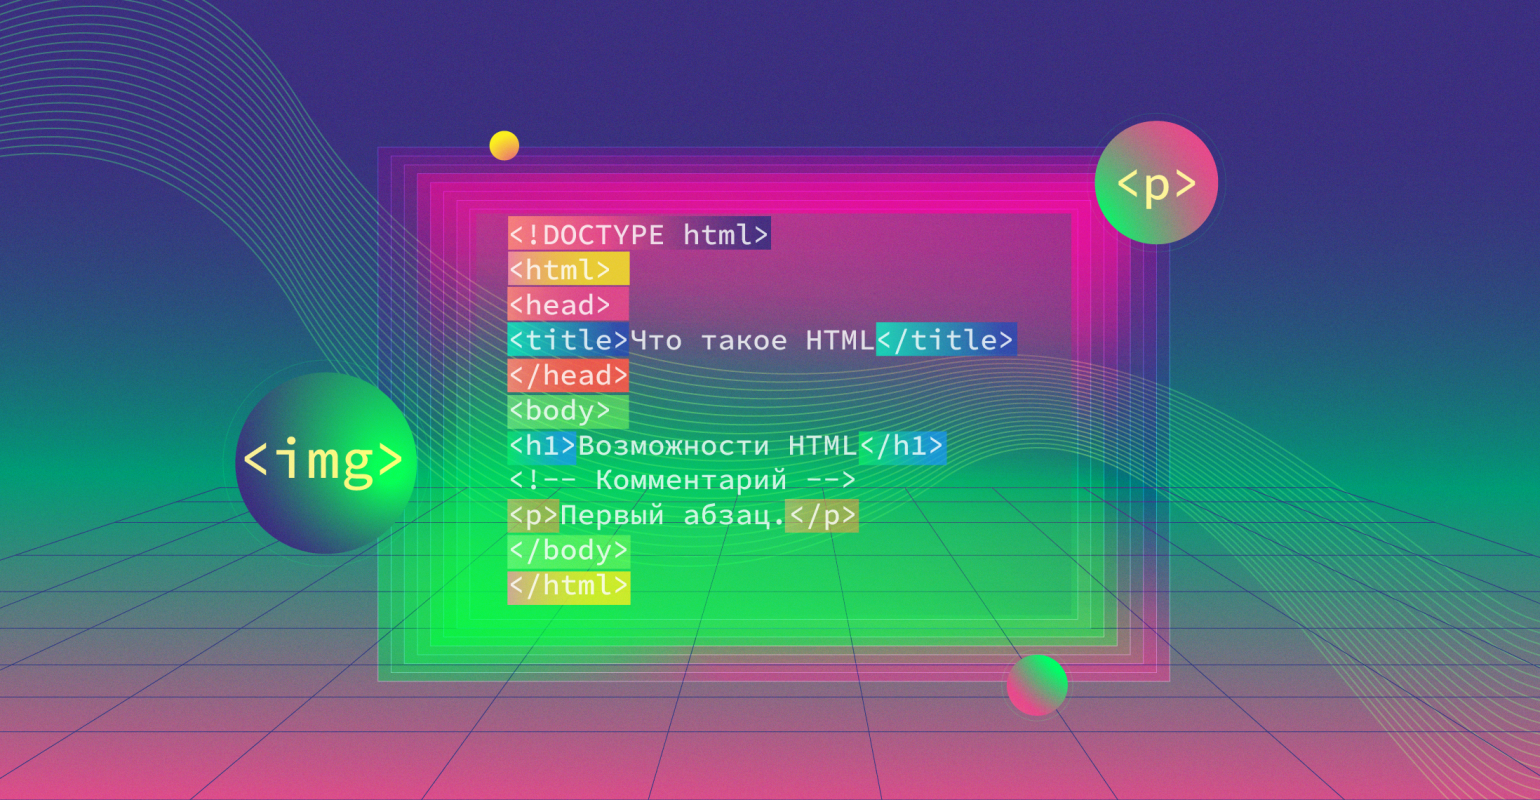 <p>
<!DOCTYPE html>
<html>
<head>
<title>Что такое HTML</title>
</head>
<body>
<h1>Возможности HTML</h1>
<!-- Комментарий -->
<img>
<p>Первый абзац.</p>
</body>
</html>